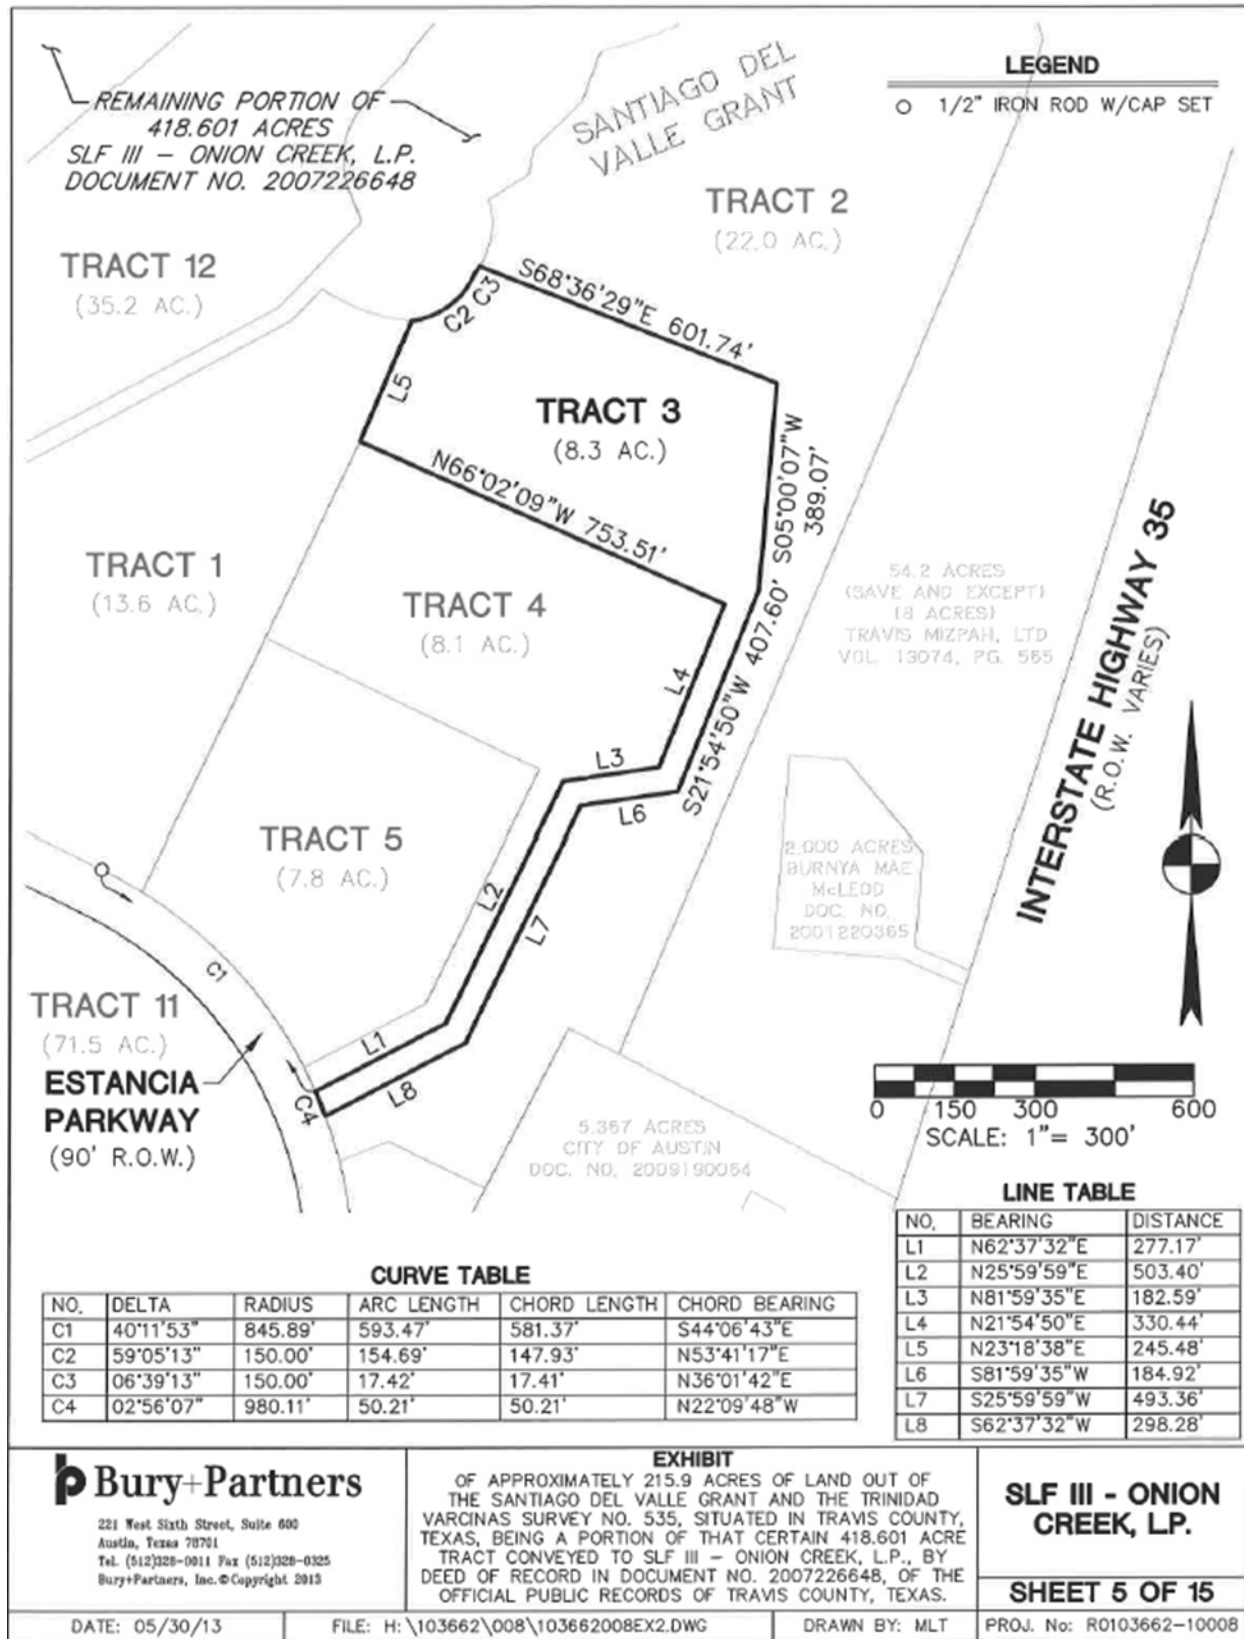 REMAINING PORTION OF
418.601 ACRES
SLF III – ONION CREEK, L.P.
DOCUMENT NO. 2007226648
SANTIAGO DEL
VALLE GRANT
LEGEND
1/2" IRON ROD W/CAP SET
TRACT 2
(22.0 AC.)
TRACT 12
(35.2 AC.)
S68°36'29"E 601.74'
C2 C3
L5
TRACT 3
(8.3 AC.)
N66°02'09"W 753.51'
S05°00'07"W
389.07'
TRACT 1
(13.6 AC.)
TRACT 4
(8.1 AC.)
L4
S21°54'50"W 407.60'
54.2 ACRES
(SAVE AND EXCEPT)
(8 ACRES)
TRAVIS MIZPAH, LTD
VOL. 13074, PG. 565
INTERSTATE HIGHWAY 35
(R.O.W. VARIES)
L3
L6
TRACT 5
(7.8 AC.)
L2
L7
2.000 ACRES
BURNYA MAE
McLEOD
DOC. NO.
2001220365
C1
TRACT 11
(71.5 AC.)
ESTANCIA
PARKWAY
(90' R.O.W.)
L1
L8
C4
5.367 ACRES
CITY OF AUSTIN
DOC. NO. 2009190064
0 150 300 600
SCALE: 1"= 300'
LINE TABLE
NO. BEARING DISTANCE
L1 N62°37'32"E 277.17'
L2 N25°59'59"E 503.40'
L3 N81°59'35"E 182.59'
L4 N21°54'50"E 330.44'
L5 N23°18'38"E 245.48'
L6 S81°59'35"W 184.92'
L7 S25°59'59"W 493.36'
L8 S62°37'32"W 298.28'
CURVE TABLE
NO. DELTA RADIUS ARC LENGTH CHORD LENGTH CHORD BEARING
C1 40°11'53" 845.89' 593.47' 581.37' S44°06'43"E
C2 59°05'13" 150.00' 154.69' 147.93' N53°41'17"E
C3 06°39'13" 150.00' 17.42' 17.41' N36°01'42"E
C4 02°56'07" 980.11' 50.21' 50.21' N22°09'48"W
Bury+Partners
221 West Sixth Street, Suite 600
Austin, Texas 78701
Tel. (512)328-0011 Fax (512)328-0325
Bury+Partners, Inc.©Copyright 2013
EXHIBIT
OF APPROXIMATELY 215.9 ACRES OF LAND OUT OF
THE SANTIAGO DEL VALLE GRANT AND THE TRINIDAD
VARCINAS SURVEY NO. 535, SITUATED IN TRAVIS COUNTY,
TEXAS, BEING A PORTION OF THAT CERTAIN 418.601 ACRE
TRACT CONVEYED TO SLF III – ONION CREEK, L.P., BY
DEED OF RECORD IN DOCUMENT NO. 2007226648, OF THE
OFFICIAL PUBLIC RECORDS OF TRAVIS COUNTY, TEXAS.
SLF III - ONION
CREEK, LP.
SHEET 5 OF 15
DATE: 05/30/13
FILE: H:\103662\008\103662008EX2.DWG
DRAWN BY: MLT
PROJ. No: R0103662-10008